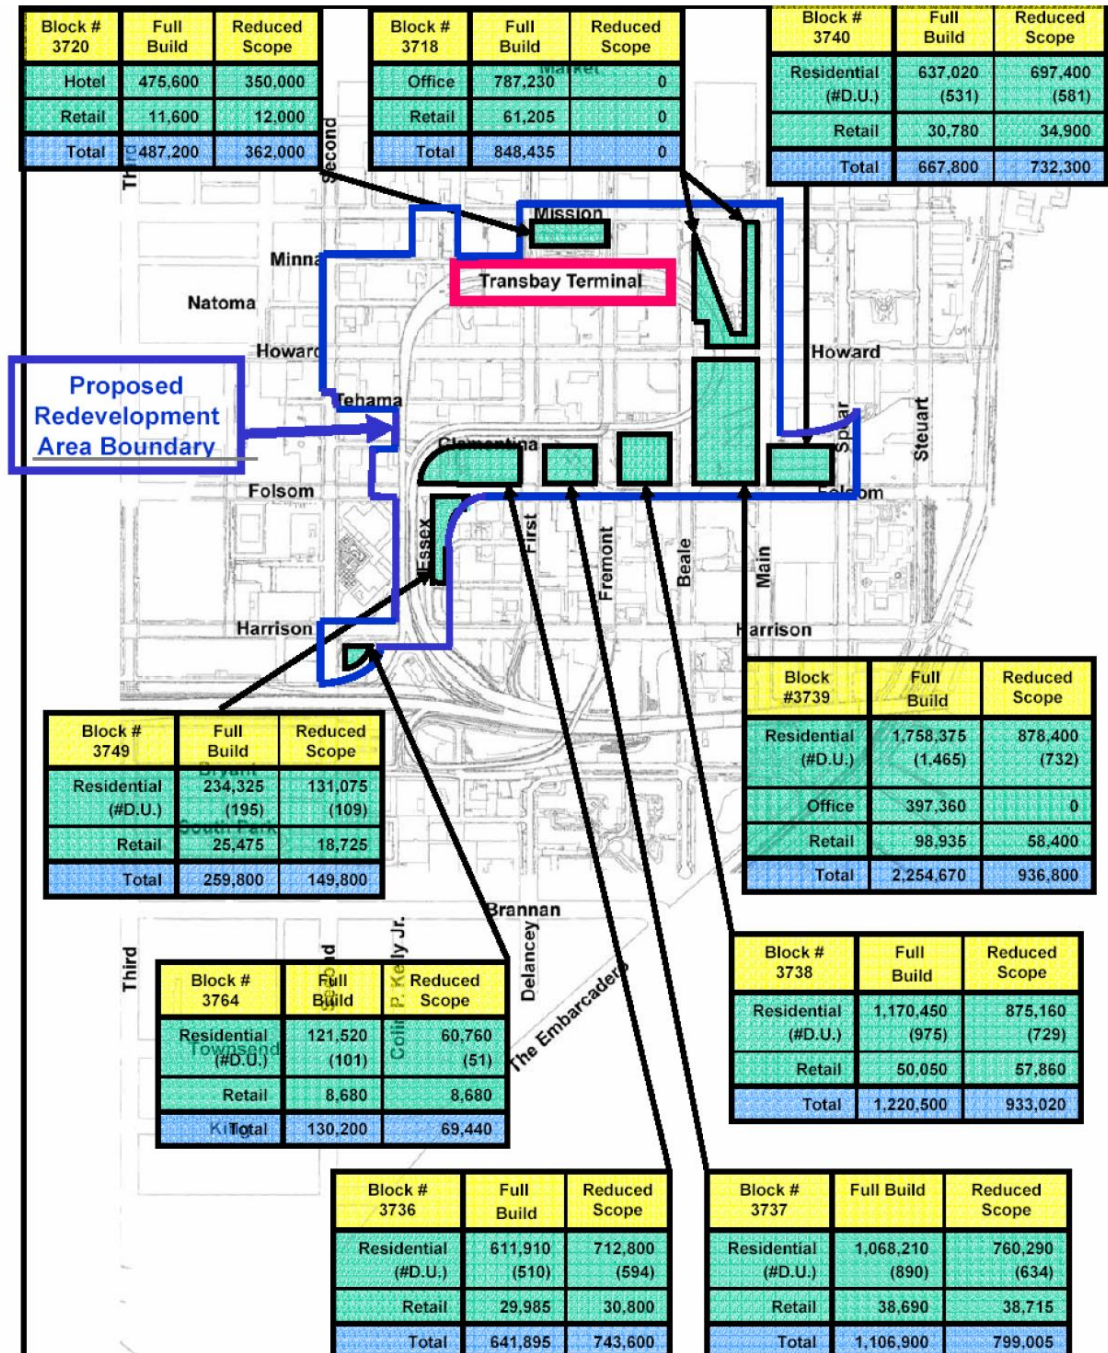 Block # 3720 Full Build Reduced Scope
Hotel 475,600 350,000
Retail 11,600 12,000
Total 487,200 362,000
Block # 3718 Full Build Reduced Scope
Office 787,230 0
Retail 61,205 0
Total 848,435 0
Block # 3740 Full Build Reduced Scope
Residential 637,020 697,400
(#D.U.) (531) (581)
Retail 30,780 34,900
Total 667,800 732,300
Market
Third
Second
Mission
Minna
Transbay Terminal
Natoma
Howard
Howard
Proposed
Redevelopment
Area Boundary
Tehama
Clementina
Spear
Steuart
Folsom
Folsom
Essex
First
Fremont
Beale
Main
Harrison
Harrison
Block #3739 Full Build Reduced Scope
Residential 1,758,375 878,400
(#D.U.) (1,465) (732)
Office 397,360 0
Retail 98,935 58,400
Total 2,254,670 936,800
Block # 3749 Full Build Reduced Scope
Residential 234,325 131,075
(#D.U.) (195) (109)
Retail 25,475 18,725
Total 259,800 149,800
Bryant
South Park
Brannan
Third
Second
Colin P. Kelly Jr.
Delancey
The Embarcadero
Block # 3738 Full Build Reduced Scope
Residential 1,170,450 875,160
(#D.U.) (975) (729)
Retail 50,050 57,860
Total 1,220,500 933,020
Block # 3764 Full Build Reduced Scope
Residential 121,520 60,760
(#D.U.) (101) (51)
Retail 8,680 8,680
Total 130,200 69,440
Townsend
King
Block # 3736 Full Build Reduced Scope
Residential 611,910 712,800
(#D.U.) (510) (594)
Retail 29,985 30,800
Total 641,895 743,600
Block # 3737 Full Build Reduced Scope
Residential 1,068,210 760,290
(#D.U.) (890) (634)
Retail 38,690 38,715
Total 1,106,900 799,005